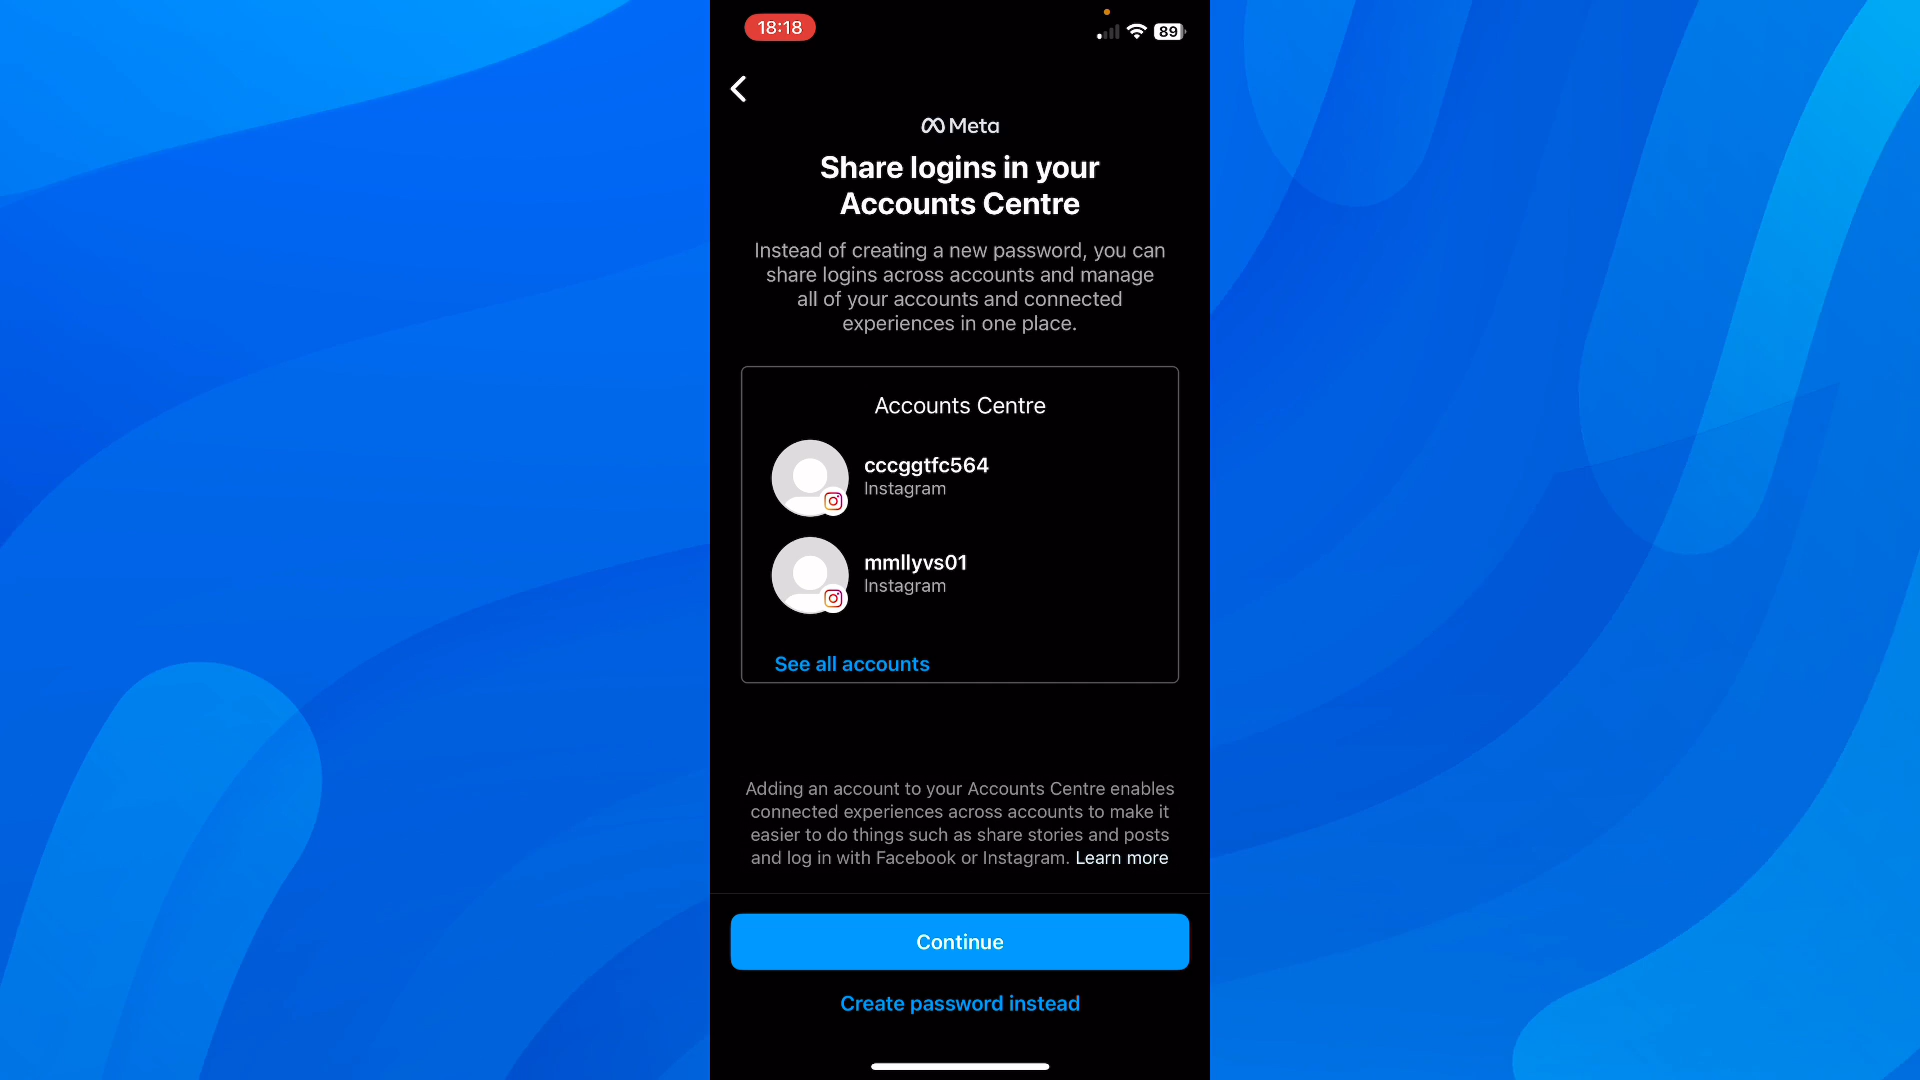 18:18
89
Meta
Share logins in your
Accounts Centre
Instead of creating a new password, you can
share logins across accounts and manage
all of your accounts and connected
experiences in one place.
Accounts Centre
cccggtfc564
Instagram
mmllyvs01
Instagram
See all accounts
Adding an account to your Accounts Centre enables
connected experiences across accounts to make it
easier to do things such as share stories and posts
and log in with Facebook or Instagram. Learn more
Continue
Create password instead